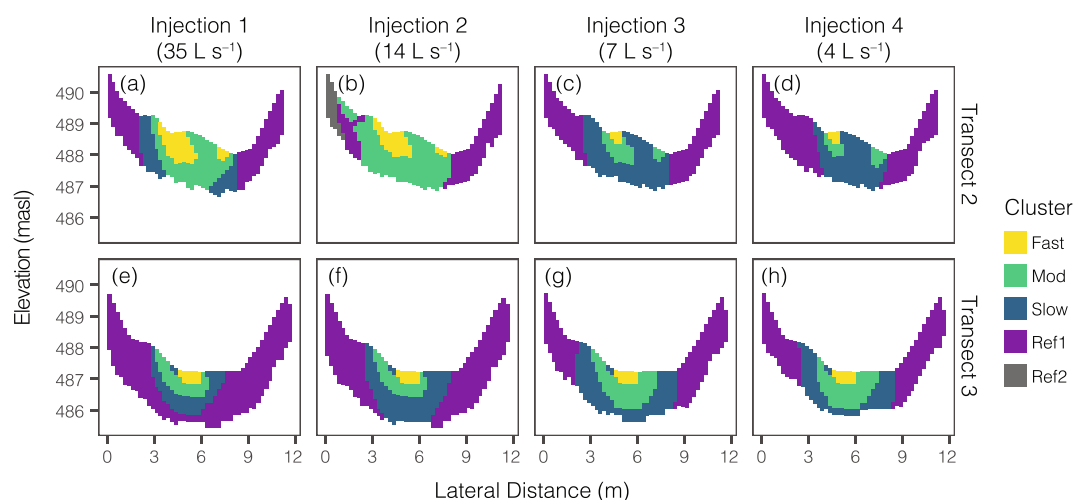 Injection 1
(35 L s⁻¹)
Injection 2
(14 L s⁻¹)
Injection 3
(7 L s⁻¹)
Injection 4
(4 L s⁻¹)
(a)
(b)
(c)
(d)
490
489
488
487
486
Transect 2
Elevation (masl)
(e)
(f)
(g)
(h)
490
489
488
487
486
Transect 3
0 3 6 9 12
0 3 6 9 12
0 3 6 9 12
0 3 6 9 12
Lateral Distance (m)
Cluster
Fast
Mod
Slow
Ref1
Ref2